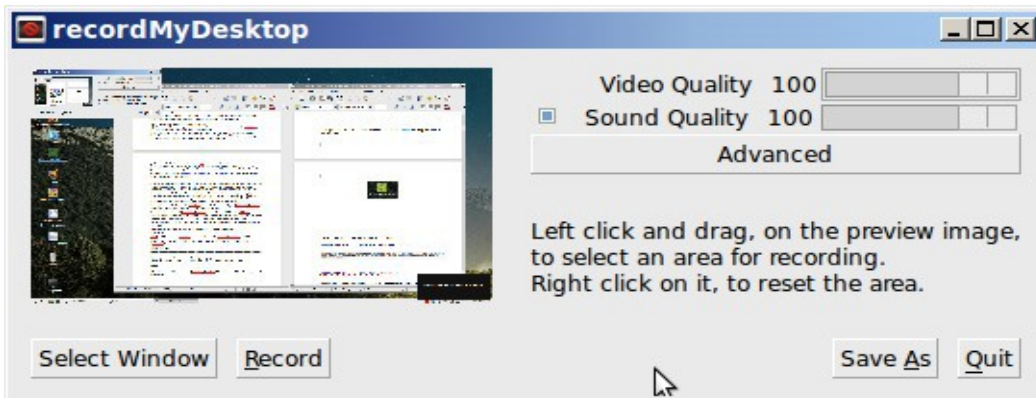 recordMyDesktop
Video Quality 100
Sound Quality 100
Advanced
Left click and drag, on the preview image,
to select an area for recording.
Right click on it, to reset the area.
Select Window Record Save As Quit